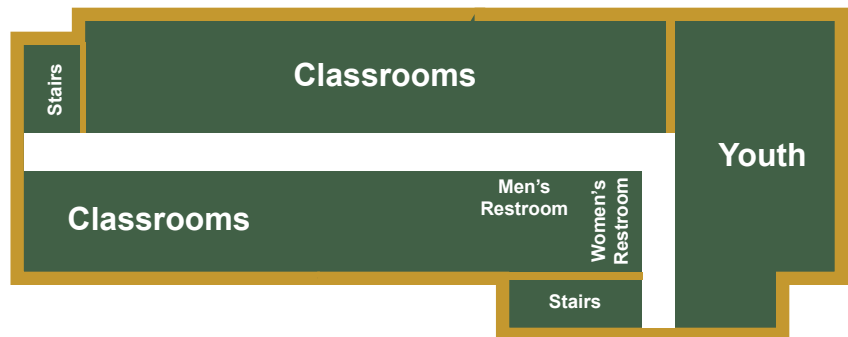 Classrooms
Stairs
Youth
Classrooms
Men's
Restroom
Women's
Restroom
Stairs